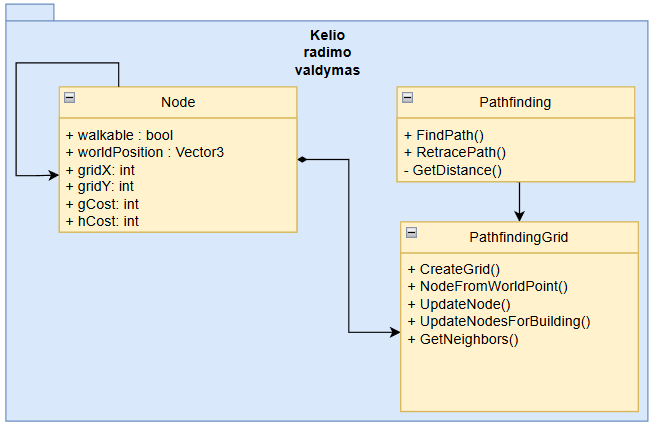 Kelio
radimo
valdymas
Node
+ walkable : bool
+ worldPosition : Vector3
+ gridX: int
+ gridY: int
+ gCost: int
+ hCost: int
Pathfinding
+ FindPath()
+ RetracePath()
- GetDistance()
PathfindingGrid
+ CreateGrid()
+ NodeFromWorldPoint()
+ UpdateNode()
+ UpdateNodesForBuilding()
+ GetNeighbors()